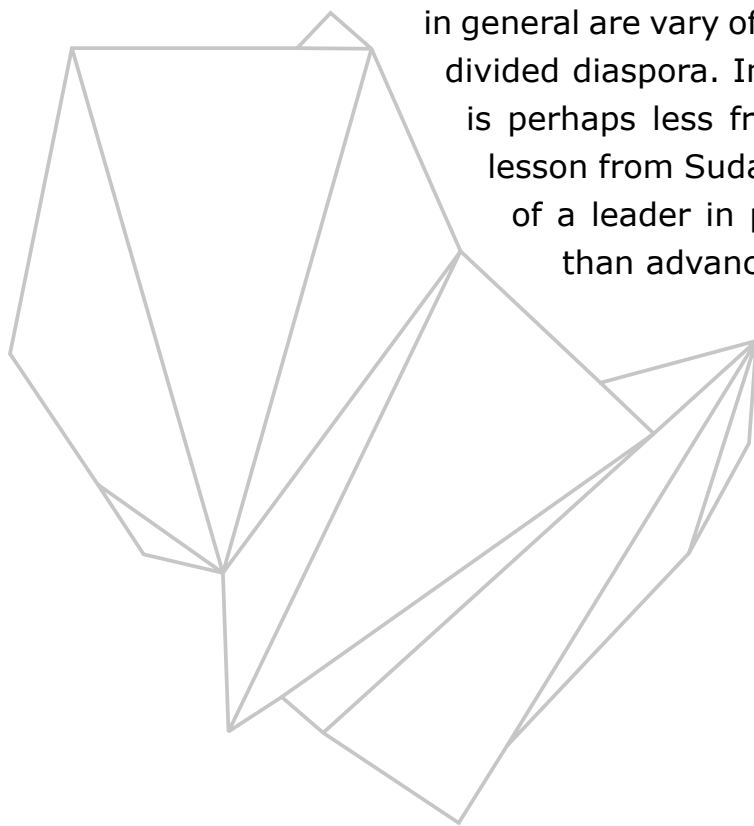 in general are vary of
divided diaspora. In
is perhaps less fr
lesson from Suda
of a leader in p
than advanc